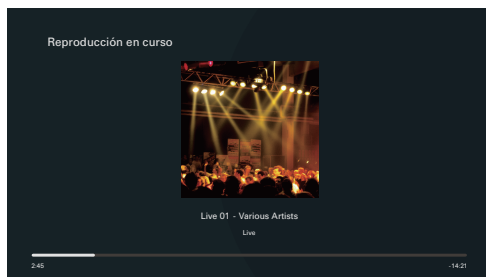 Reproducción en curso
Live 01 - Various Artists
Live
2:45
-14:21